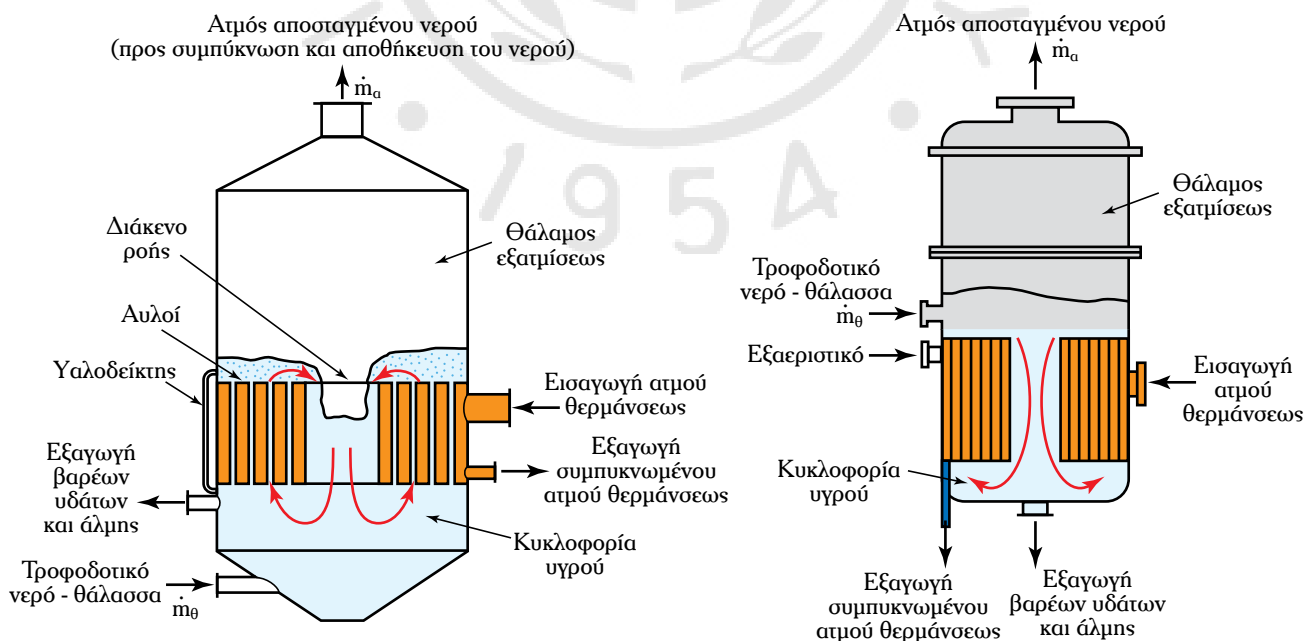 Ατμός αποσταγμένου νερού
(προς συμπύκνωση και αποθήκευση του νερού)
ṁα
Διάκενο
ροής
Θάλαμος
εξατμίσεως
Αυλοί
Υαλοδείκτης
Εισαγωγή ατμού
θερμάνσεως
Εξαγωγή
βαρέων
υδάτων
και άλμης
Εξαγωγή
συμπυκνωμένου
ατμού θερμάνσεως
Κυκλοφορία
υγρού
Τροφοδοτικό
νερό - θάλασσα
ṁθ
Ατμός αποσταγμένου νερού
ṁα
Θάλαμος
εξατμίσεως
Τροφοδοτικό
νερό - θάλασσα
ṁθ
Εξαεριστικό
Εισαγωγή
ατμού
θερμάνσεως
Κυκλοφορία
υγρού
Εξαγωγή
συμπυκνωμένου
ατμού θερμάνσεως
Εξαγωγή
βαρέων υδάτων
και άλμης
1954